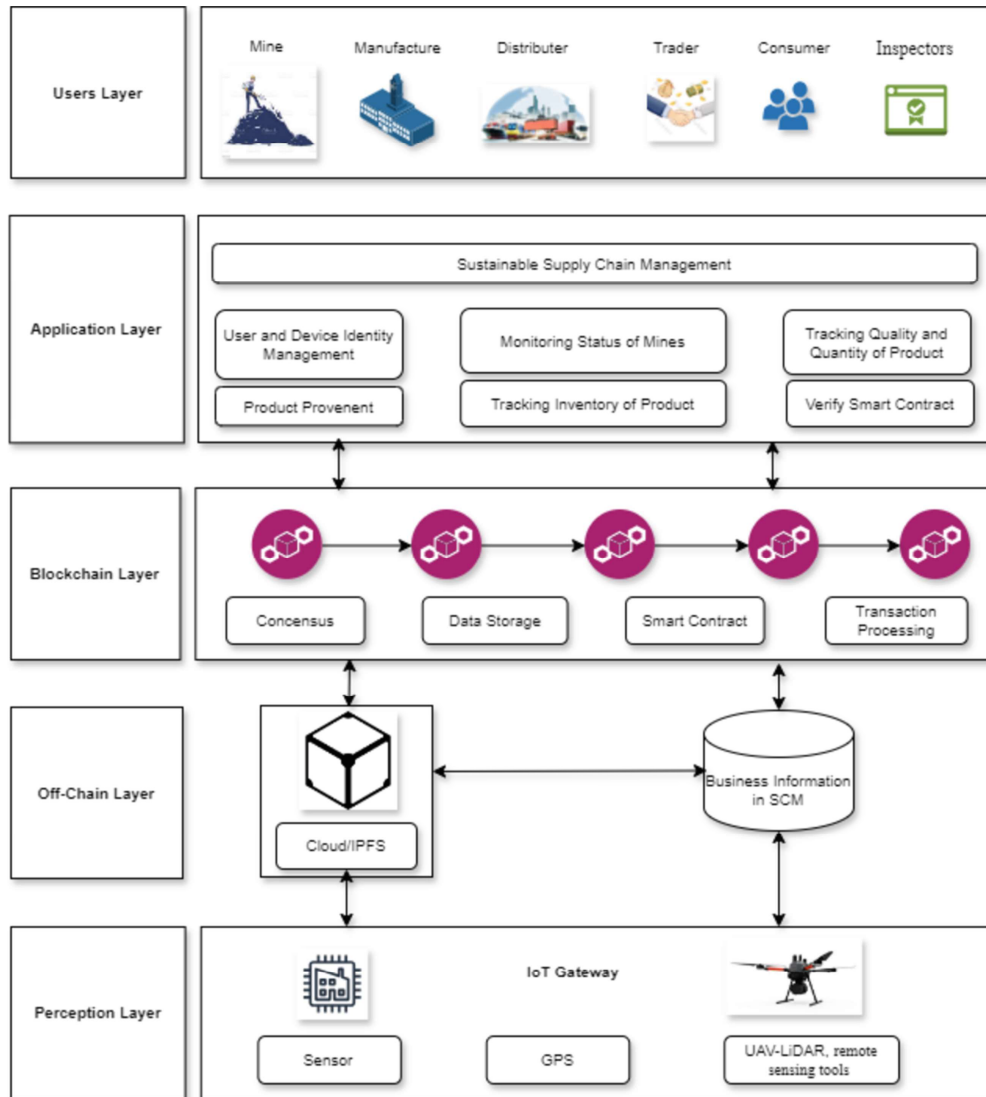 Mine
Manufacture
Distributer
Trader
Consumer
Inspectors
Users Layer
Application Layer
Sustainable Supply Chain Management
User and Device Identity
Management
Monitoring Status of Mines
Tracking Quality and
Quantity of Product
Product Provenent
Tracking Inventory of Product
Verify Smart Contract
Blockchain Layer
Concensus
Data Storage
Smart Contract
Transaction
Processing
Off-Chain Layer
Cloud/IPFS
Business Information
in SCM
Perception Layer
IoT Gateway
Sensor
GPS
UAV-LiDAR, remote
sensing tools